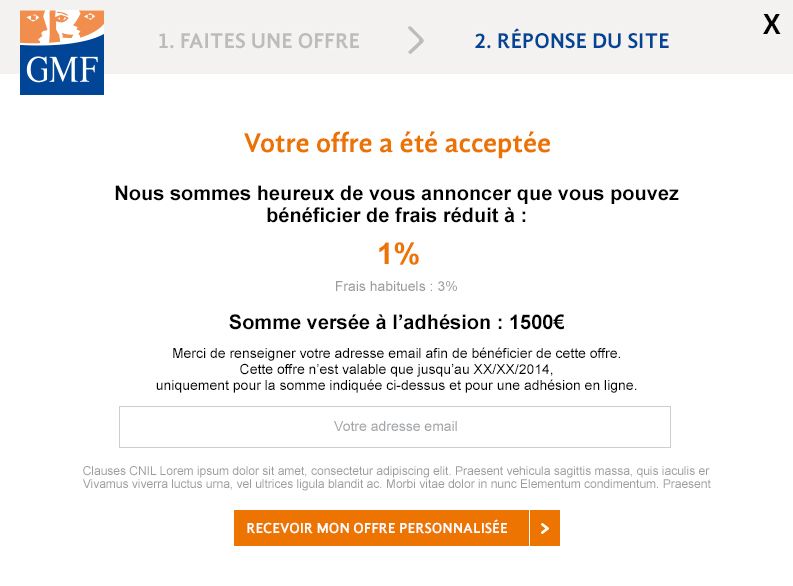 GMF
1. FAITES UNE OFFRE
2. RÉPONSE DU SITE
X
Votre offre a été acceptée
Nous sommes heureux de vous annoncer que vous pouvez
bénéficier de frais réduit à :
1%
Frais habituels : 3%
Somme versée à l’adhésion : 1500€
Merci de renseigner votre adresse email afin de bénéficier de cette offre.
Cette offre n’est valable que jusqu’au XX/XX/2014,
uniquement pour la somme indiquée ci-dessus et pour une adhésion en ligne.
Votre adresse email
Clauses CNIL Lorem ipsum dolor sit amet, consectetur adipiscing elit. Praesent vehicula sagittis massa, quis iaculis er
Vivamus viverra luctus urna, vel ultrices ligula blandit ac. Morbi vitae dolor in nunc Elementum condimentum. Praesent
RECEVOIR MON OFFRE PERSONNALISÉE